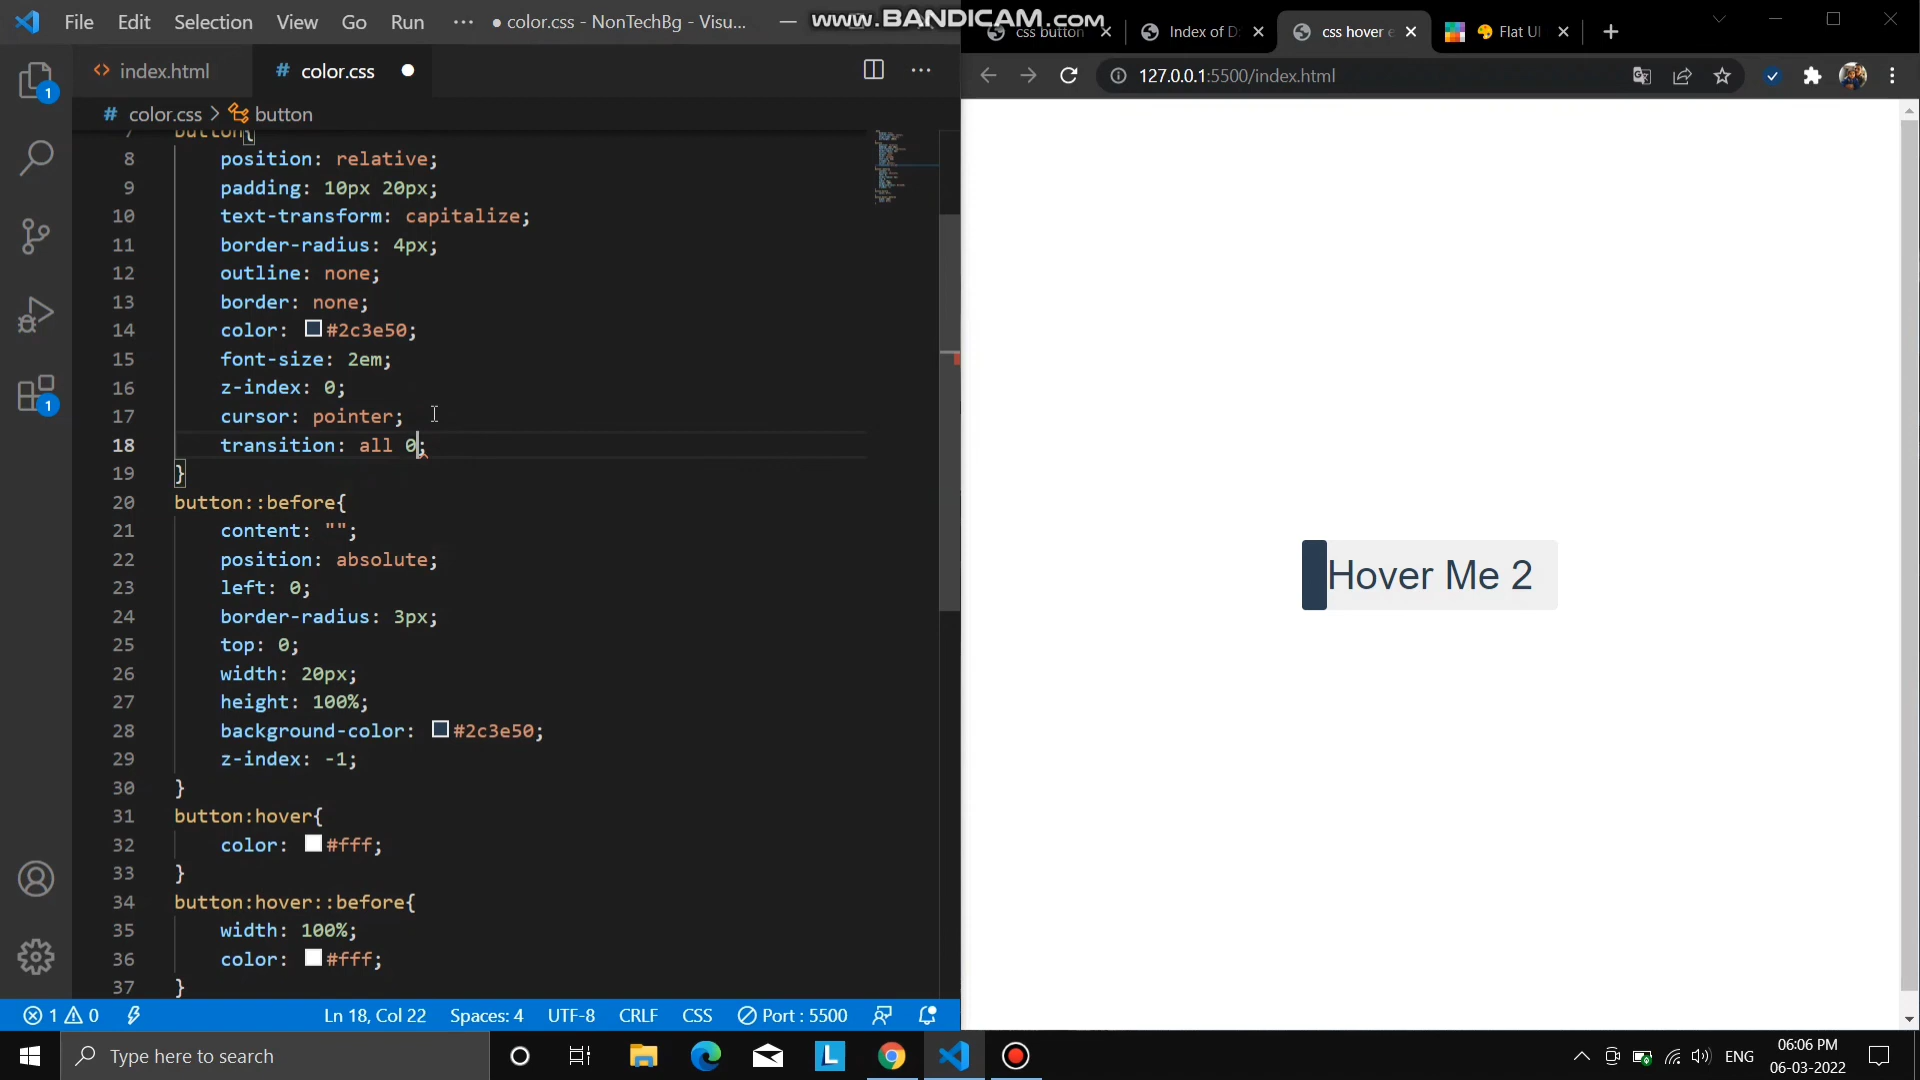 File Edit Selection View Go Run ··· ● color.css - NonTechBg - Visu...
www.BANDICAM.com
css button
Index of D
css hover e
Flat UI
index.html
# color.css
127.0.0.1:5500/index.html
# color.css > button
7 button{
8 position: relative;
9 padding: 10px 20px;
10 text-transform: capitalize;
11 border-radius: 4px;
12 outline: none;
13 border: none;
14 color: #2c3e50;
15 font-size: 2em;
16 z-index: 0;
17 cursor: pointer;
18 transition: all 0;
19 }
20 button::before{
21 content: "";
22 position: absolute;
23 left: 0;
24 border-radius: 3px;
25 top: 0;
26 width: 20px;
27 height: 100%;
28 background-color: #2c3e50;
29 z-index: -1;
30 }
31 button:hover{
32 color: #fff;
33 }
34 button:hover::before{
35 width: 100%;
36 color: #fff;
37 }
1
1
Hover Me 2
1 0 Ln 18, Col 22 Spaces: 4 UTF-8 CRLF CSS Port : 5500
Type here to search
L
ENG
06:06 PM
06-03-2022